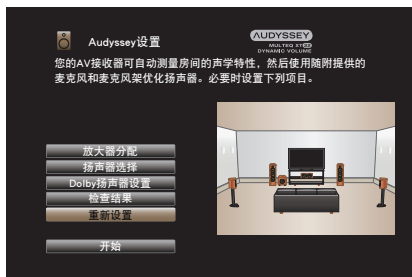 Audyssey设置
AUDYSSEY
MULTEQ XT32
DYNAMIC VOLUME
您的AV接收器可自动测量房间的声学特性，然后使用随附提供的
麦克风和麦克风架优化扬声器。必要时设置下列项目。
放大器分配
扬声器选择
Dolby扬声器设置
检查结果
重新设置
开始